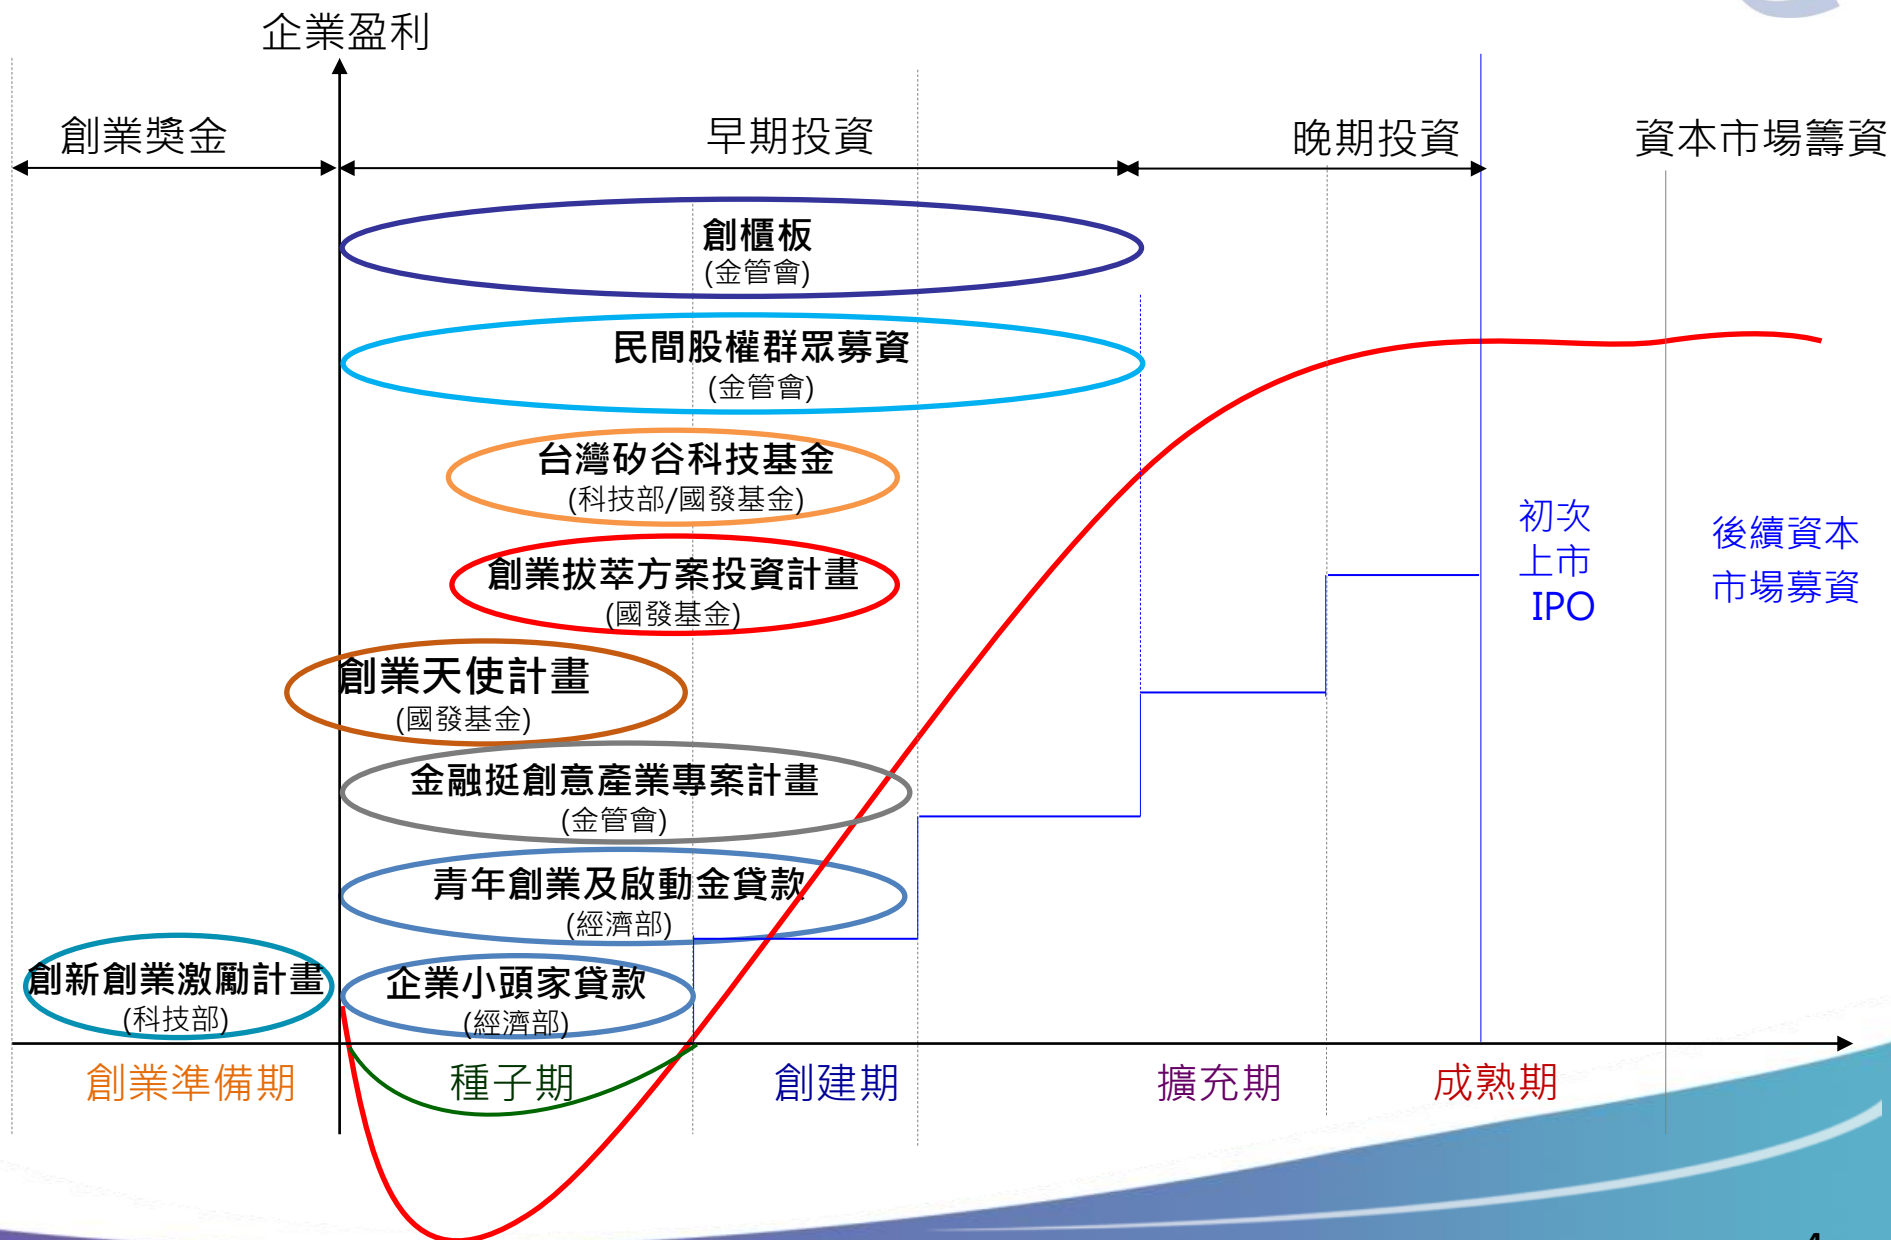 企業盈利
創業獎金
早期投資
晚期投資
資本市場籌資
創櫃板
(金管會)
民間股權群眾募資
(金管會)
台灣矽谷科技基金
(科技部/國發基金)
創業拔萃方案投資計畫
(國發基金)
創業天使計畫
(國發基金)
金融挺創意產業專案計畫
(金管會)
青年創業及啟動金貸款
(經濟部)
創新創業激勵計畫
(科技部)
企業小頭家貸款
(經濟部)
初次
上市
IPO
後續資本
市場募資
創業準備期
種子期
創建期
擴充期
成熟期